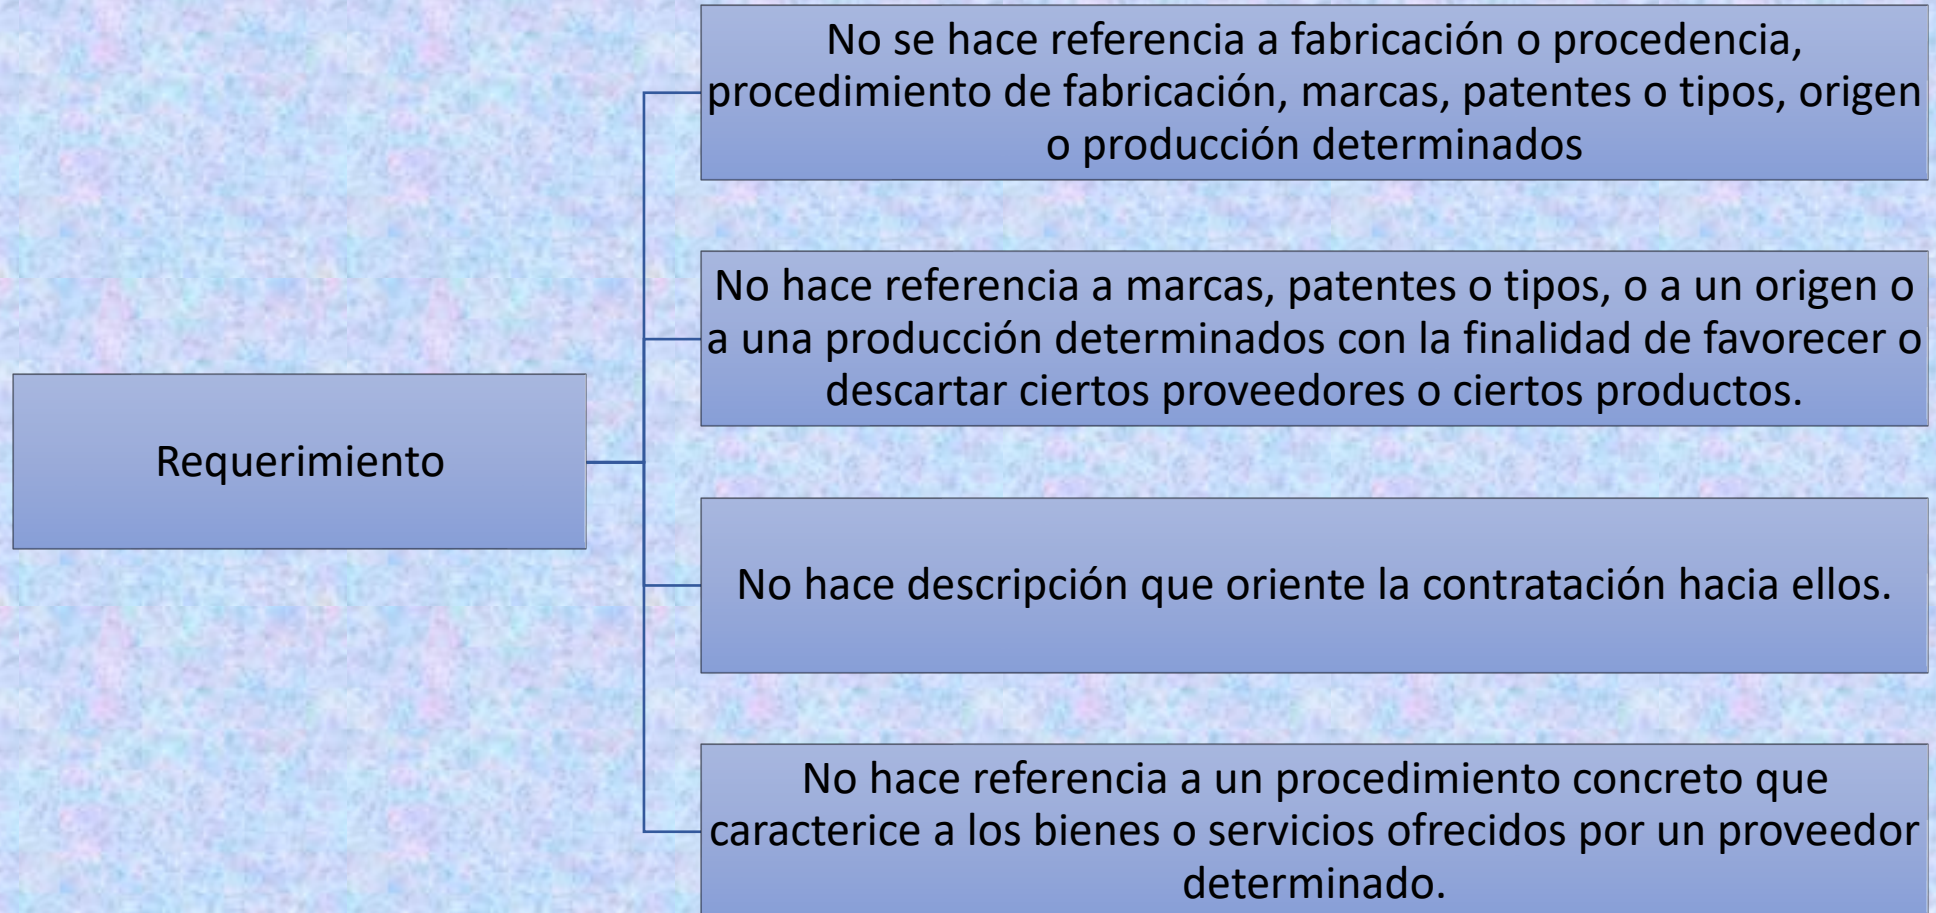 No se hace referencia a fabricación o procedencia,
procedimiento de fabricación, marcas, patentes o tipos, origen
o producción determinados
No hace referencia a marcas, patentes o tipos, o a un origen o
a una producción determinados con la finalidad de favorecer o
descartar ciertos proveedores o ciertos productos.
Requerimiento
No hace descripción que oriente la contratación hacia ellos.
No hace referencia a un procedimiento concreto que
caracterice a los bienes o servicios ofrecidos por un proveedor
determinado.